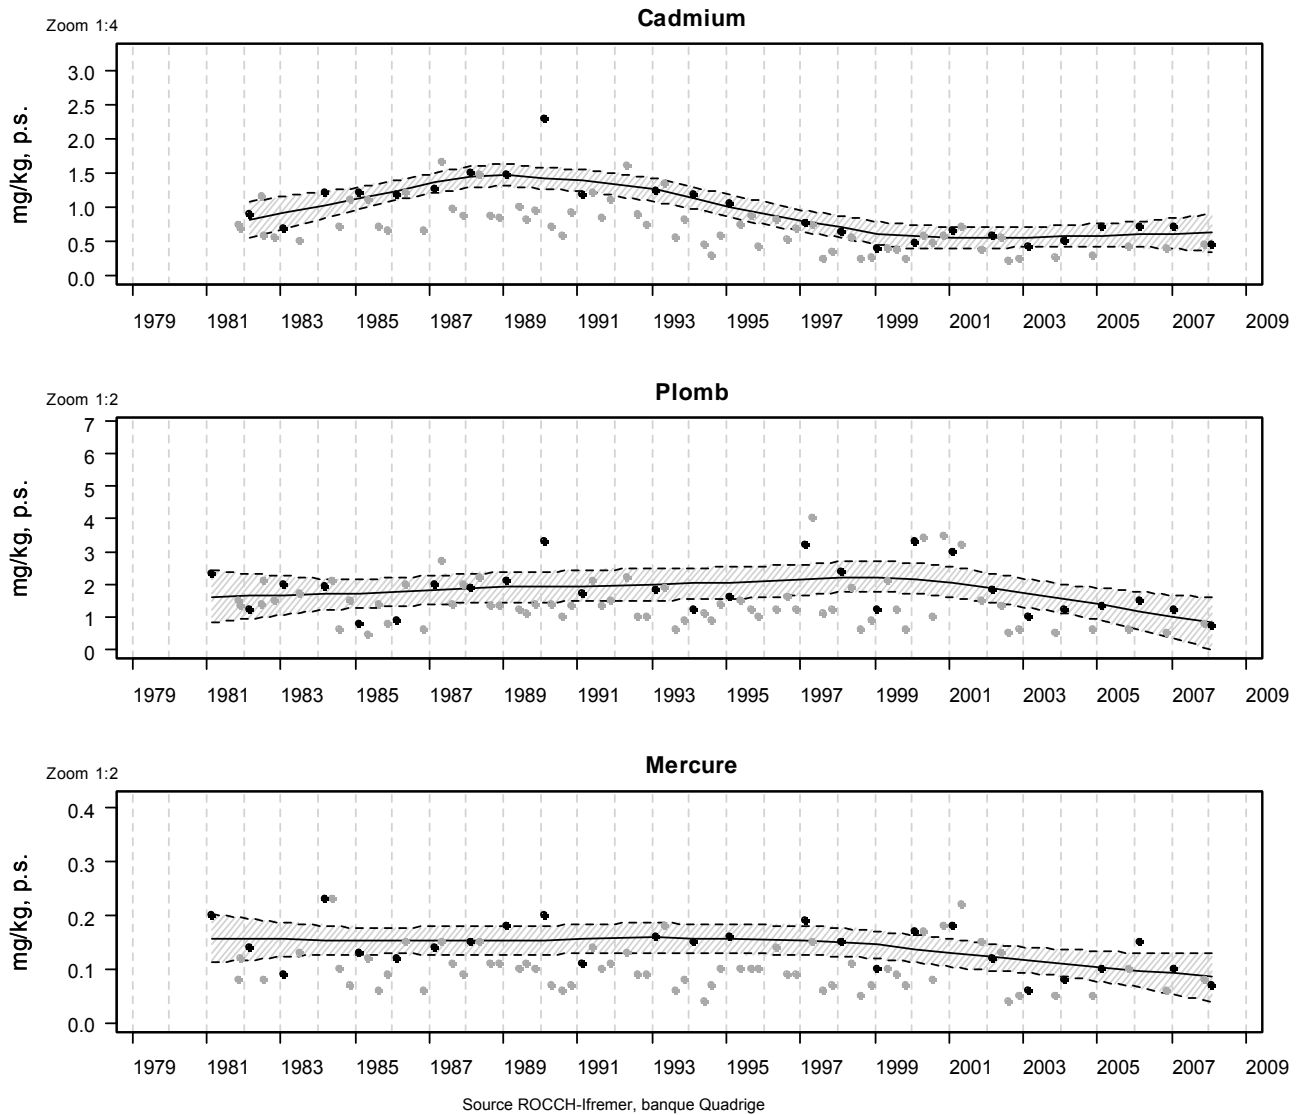 Cadmium
Zoom 1:4
mg/kg, p.s.
3.0
2.5
2.0
1.5
1.0
0.5
0.0
1979 1981 1983 1985 1987 1989 1991 1993 1995 1997 1999 2001 2003 2005 2007 2009
Plomb
Zoom 1:2
mg/kg, p.s.
7
6
5
4
3
2
1
0
1979 1981 1983 1985 1987 1989 1991 1993 1995 1997 1999 2001 2003 2005 2007 2009
Mercure
Zoom 1:2
mg/kg, p.s.
0.4
0.3
0.2
0.1
0.0
1979 1981 1983 1985 1987 1989 1991 1993 1995 1997 1999 2001 2003 2005 2007 2009
Source ROCCH-Ifremer, banque Quadrige